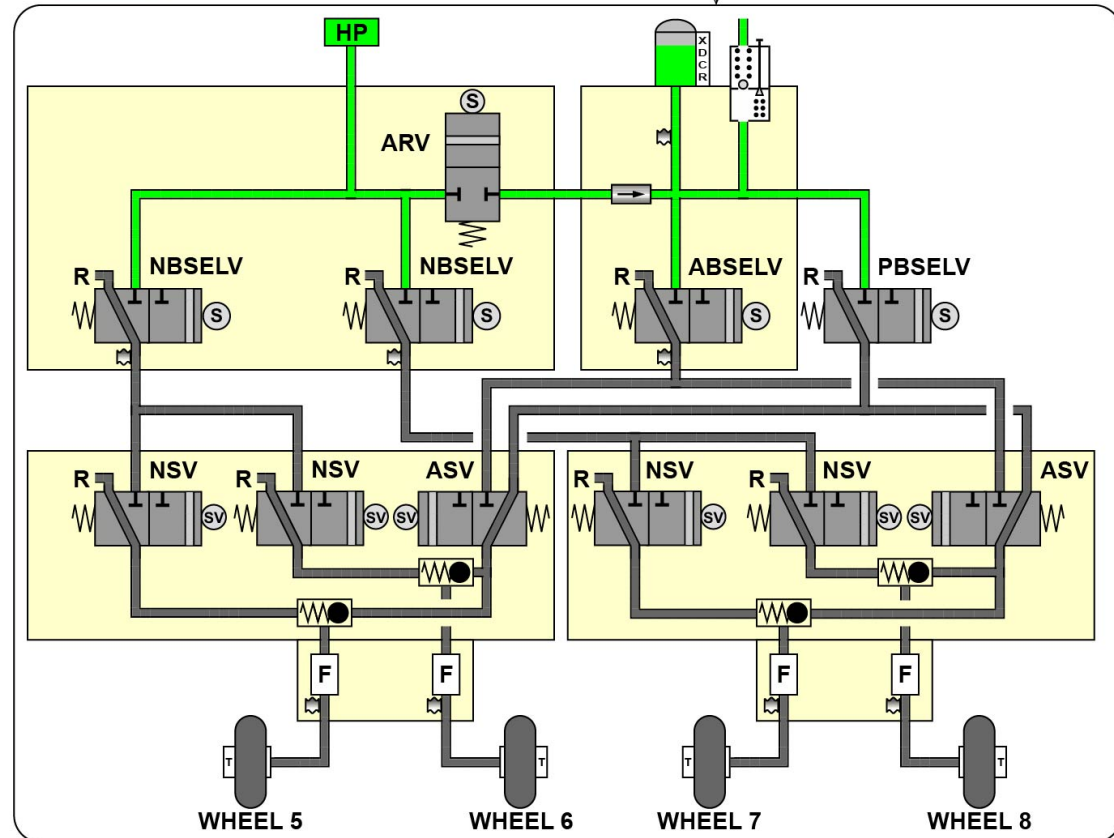 HP
X
D
C
R
S
ARV
R NBSELV S
R NBSELV S
R ABSELV S
R PBSELV S
R NSV SV
R NSV SV
SV ASV
R NSV SV
R NSV SV
SV ASV
F
F
F
F
T
T
T
T
WHEEL 5
WHEEL 6
WHEEL 7
WHEEL 8